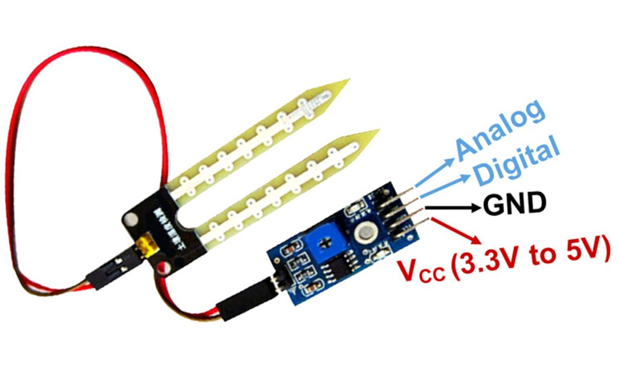 Analog
Digital
GND
VCC (3.3V to 5V)